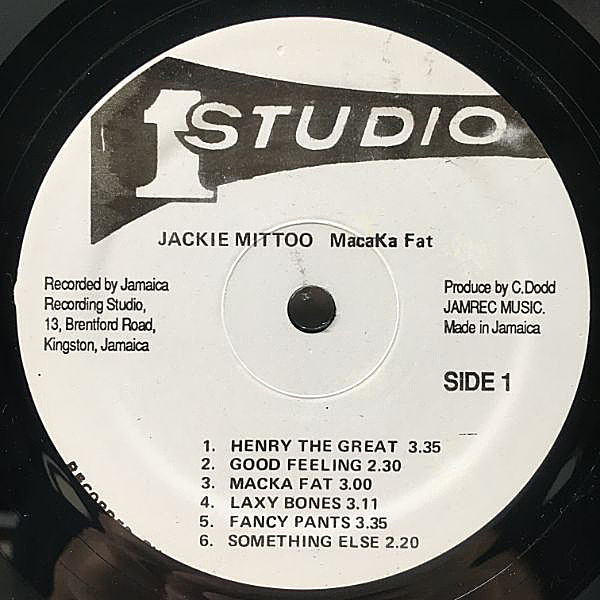 1 STUDIO
JACKIE MITTOO MacaKa Fat
Recorded by Jamaica
Recording Studio,
13, Brentford Road,
Kingston, Jamaica
Produce by C.Dodd
JAMREC MUSIC.
Made in Jamaica
SIDE 1
1. HENRY THE GREAT 3.35
2. GOOD FEELING 2.30
3. MACKA FAT 3.00
4. LAXY BONES 3.11
5. FANCY PANTS 3.35
6. SOMETHING ELSE 2.20